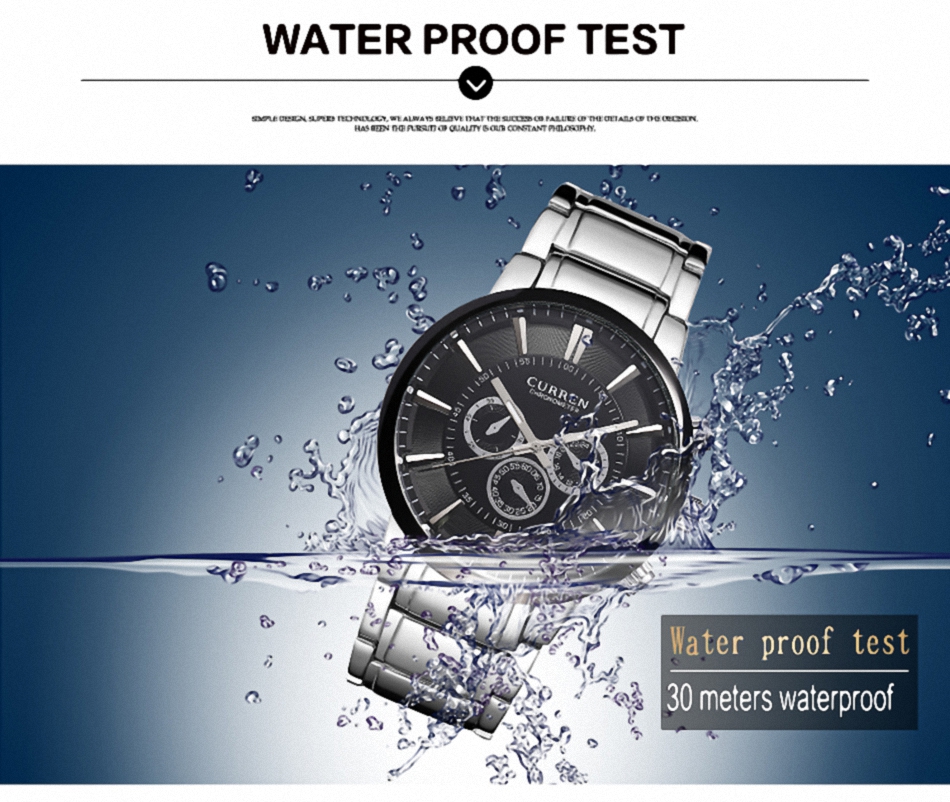 WATER PROOF TEST
SIMPLE DESIGN, SUPERB TECHNOLOGY, WE ALWAYS BELIEVE THAT THE SUCCESS OR FAILURE OF THE DETAILS OF THE DECISION.
HAS BEEN THE PURSUIT OF QUALITY IS OUR CONSTANT PHILOSOPHY.
CURREN
CHRONOMETER
Water proof test
30 meters waterproof